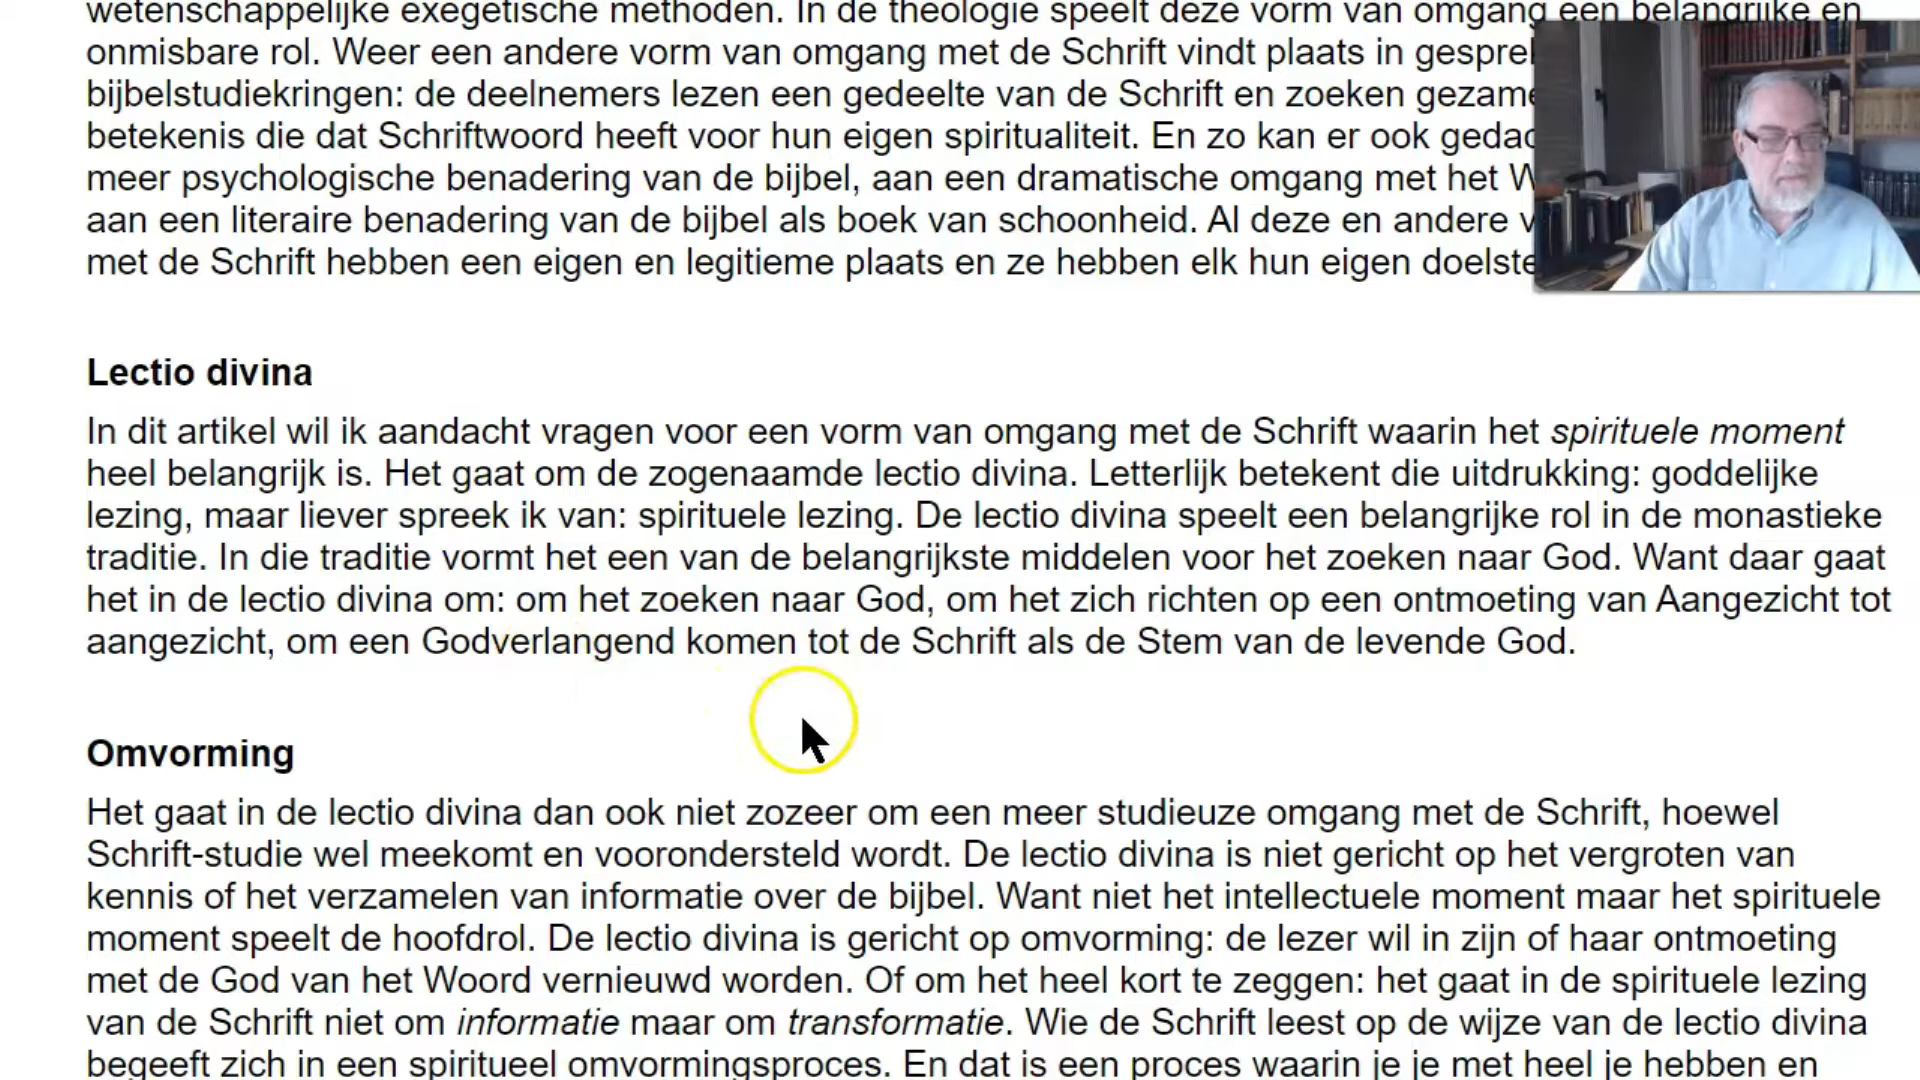 wetenschappelijke exegetische methoden. In de theologie speelt deze vorm van omgang een belangrijke en
onmisbare rol. Weer een andere vorm van omgang met de Schrift vindt plaats in gesprek
bijbelstudiekringen: de deelnemers lezen een gedeelte van de Schrift en zoeken gezame
betekenis die dat Schriftwoord heeft voor hun eigen spiritualiteit. En zo kan er ook gedac
meer psychologische benadering van de bijbel, aan een dramatische omgang met het W
aan een literaire benadering van de bijbel als boek van schoonheid. Al deze en andere v
met de Schrift hebben een eigen en legitieme plaats en ze hebben elk hun eigen doelste
Lectio divina
In dit artikel wil ik aandacht vragen voor een vorm van omgang met de Schrift waarin het spirituele moment
heel belangrijk is. Het gaat om de zogenaamde lectio divina. Letterlijk betekent die uitdrukking: goddelijke
lezing, maar liever spreek ik van: spirituele lezing. De lectio divina speelt een belangrijke rol in de monastieke
traditie. In die traditie vormt het een van de belangrijkste middelen voor het zoeken naar God. Want daar gaat
het in de lectio divina om: om het zoeken naar God, om het zich richten op een ontmoeting van Aangezicht tot
aangezicht, om een Godverlangend komen tot de Schrift als de Stem van de levende God.
Omvorming
Het gaat in de lectio divina dan ook niet zozeer om een meer studieuze omgang met de Schrift, hoewel
Schrift-studie wel meekomt en voorondersteld wordt. De lectio divina is niet gericht op het vergroten van
kennis of het verzamelen van informatie over de bijbel. Want niet het intellectuele moment maar het spirituele
moment speelt de hoofdrol. De lectio divina is gericht op omvorming: de lezer wil in zijn of haar ontmoeting
met de God van het Woord vernieuwd worden. Of om het heel kort te zeggen: het gaat in de spirituele lezing
van de Schrift niet om informatie maar om transformatie. Wie de Schrift leest op de wijze van de lectio divina
begeeft zich in een spiritueel omvormingsproces. En dat is een proces waarin je je met heel je hebben en